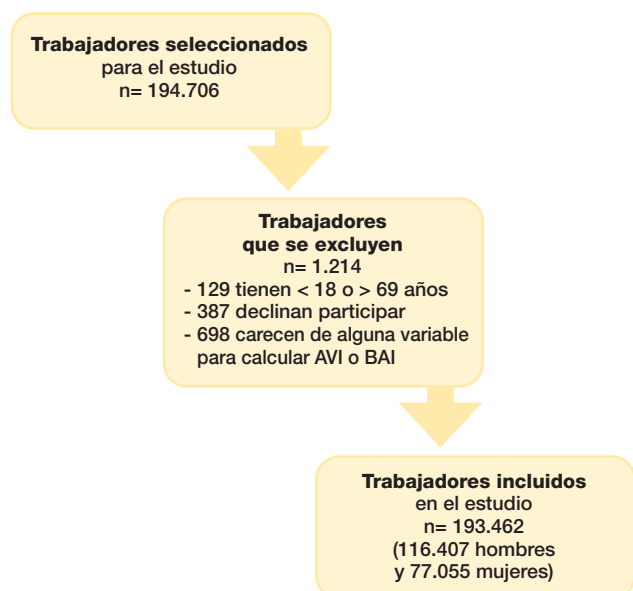 Trabajadores seleccionados
para el estudio
n= 194.706
Trabajadores
que se excluyen
n= 1.214
- 129 tienen < 18 o > 69 años
- 387 declinan participar
- 698 carecen de alguna variable
para calcular AVI o BAI
Trabajadores incluidos
en el estudio
n= 193.462
(116.407 hombres
y 77.055 mujeres)